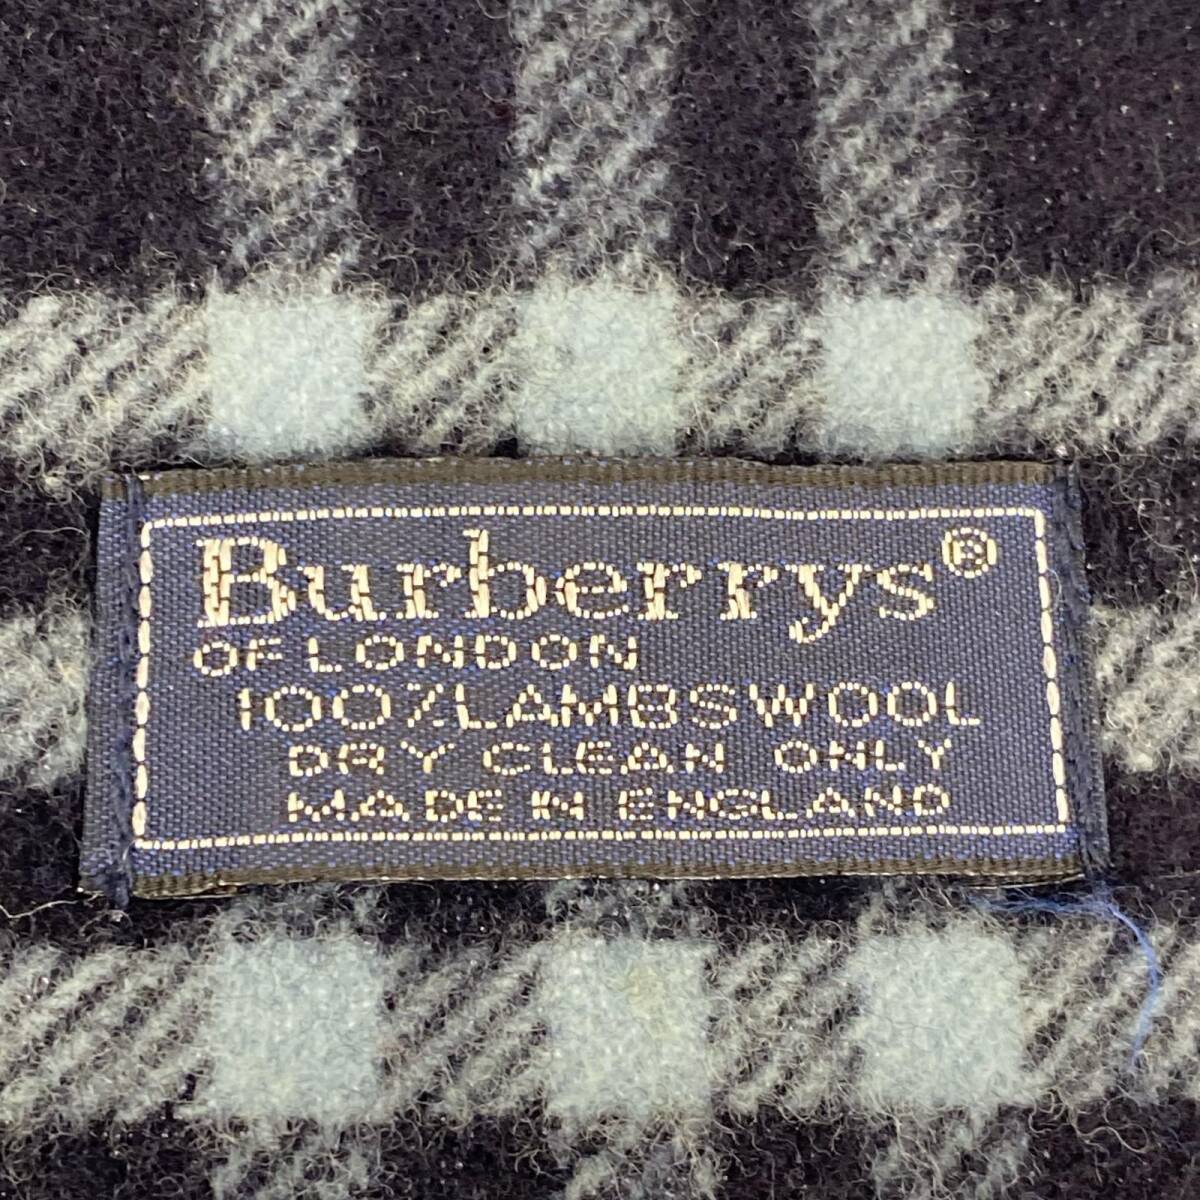 Burberrys®
OF LONDON
100% LAMBSWOOL
DRY CLEAN ONLY
MADE IN ENGLAND